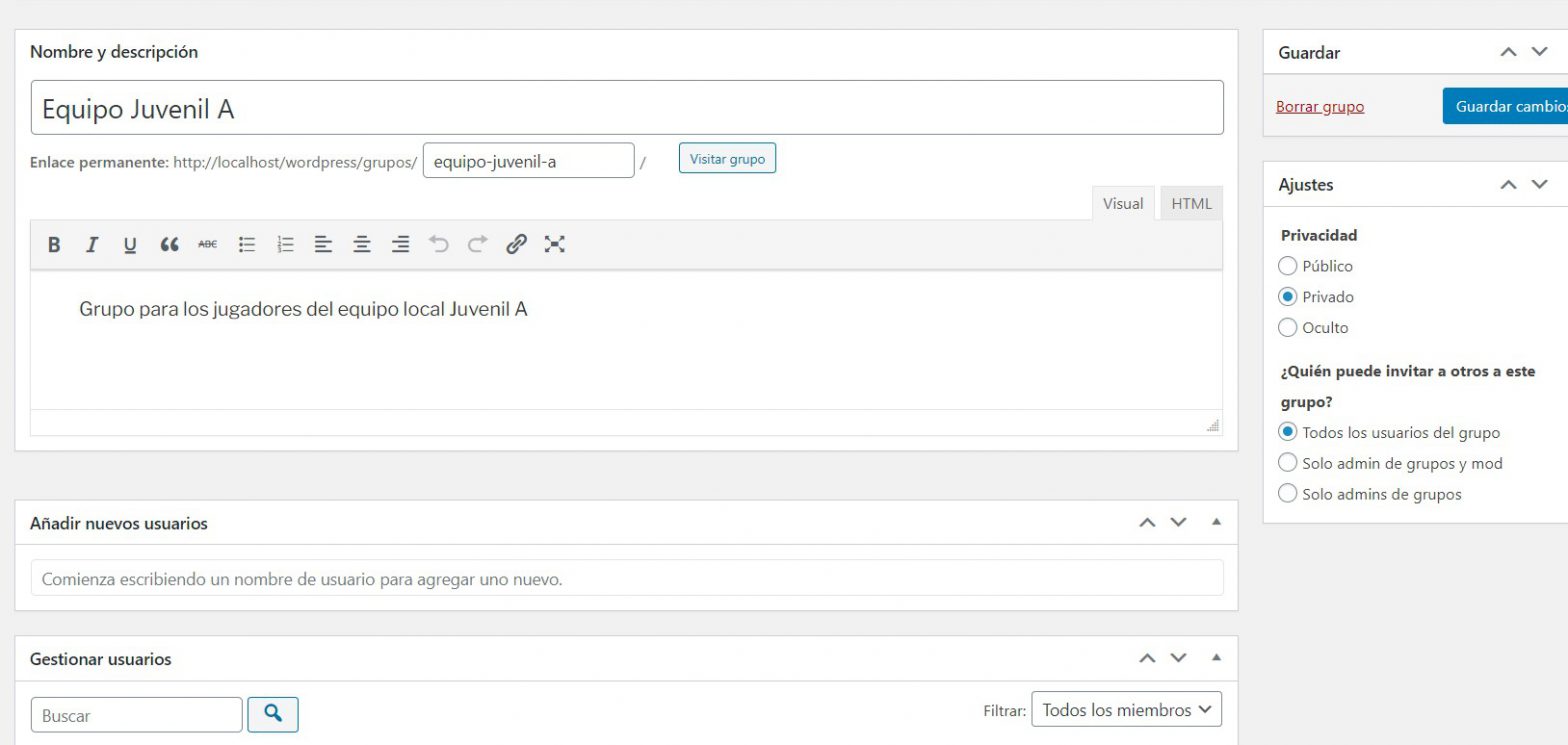 Nombre y descripción
Equipo Juvenil A
Enlace permanente: http://localhost/wordpress/grupos/ equipo-juvenil-a / Visitar grupo
Visual HTML
B I U ABC
Grupo para los jugadores del equipo local Juvenil A
Añadir nuevos usuarios
Comienza escribiendo un nombre de usuario para agregar uno nuevo.
Gestionar usuarios
Buscar
Filtrar: Todos los miembros
Guardar
Borrar grupo Guardar cambios
Ajustes
Privacidad
Público
Privado
Oculto
¿Quién puede invitar a otros a este
grupo?
Todos los usuarios del grupo
Solo admin de grupos y mod
Solo admins de grupos